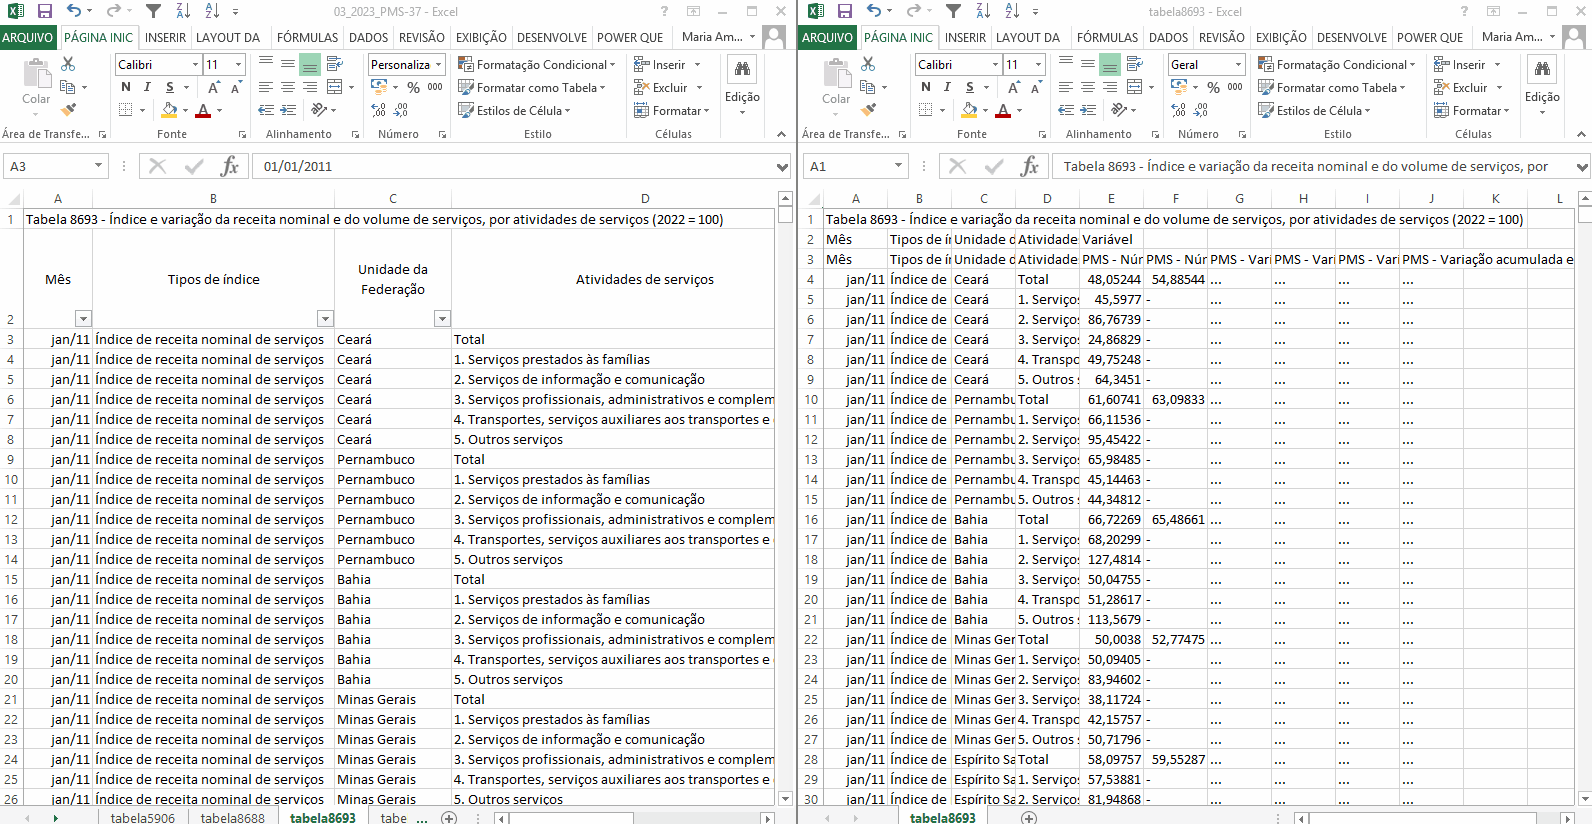 03_2023_PMS-37 - Excel
ARQUIVO PÁGINA INIC INSERIR LAYOUT DA FÓRMULAS DADOS REVISÃO EXIBIÇÃO DESENVOLVE POWER QUE Maria Am...
Colar
Calibri 11
N I S
Personaliza
% 000
Formatação Condicional
Formatar como Tabela
Estilos de Célula
Inserir
Excluir
Formatar
Edição
Área de Transfe... Fonte Alinhamento Número Estilo Células
A3 fx 01/01/2011
A B C D
1 Tabela 8693 - Índice e variação da receita nominal e do volume de serviços, por atividades de serviços (2022 = 100)
2 Mês Tipos de índice Unidade da Federação Atividades de serviços
3 jan/11 Índice de receita nominal de serviços Ceará Total
4 jan/11 Índice de receita nominal de serviços Ceará 1. Serviços prestados às famílias
5 jan/11 Índice de receita nominal de serviços Ceará 2. Serviços de informação e comunicação
6 jan/11 Índice de receita nominal de serviços Ceará 3. Serviços profissionais, administrativos e complem
7 jan/11 Índice de receita nominal de serviços Ceará 4. Transportes, serviços auxiliares aos transportes e
8 jan/11 Índice de receita nominal de serviços Ceará 5. Outros serviços
9 jan/11 Índice de receita nominal de serviços Pernambuco Total
10 jan/11 Índice de receita nominal de serviços Pernambuco 1. Serviços prestados às famílias
11 jan/11 Índice de receita nominal de serviços Pernambuco 2. Serviços de informação e comunicação
12 jan/11 Índice de receita nominal de serviços Pernambuco 3. Serviços profissionais, administrativos e complem
13 jan/11 Índice de receita nominal de serviços Pernambuco 4. Transportes, serviços auxiliares aos transportes e
14 jan/11 Índice de receita nominal de serviços Pernambuco 5. Outros serviços
15 jan/11 Índice de receita nominal de serviços Bahia Total
16 jan/11 Índice de receita nominal de serviços Bahia 1. Serviços prestados às famílias
17 jan/11 Índice de receita nominal de serviços Bahia 2. Serviços de informação e comunicação
18 jan/11 Índice de receita nominal de serviços Bahia 3. Serviços profissionais, administrativos e complem
19 jan/11 Índice de receita nominal de serviços Bahia 4. Transportes, serviços auxiliares aos transportes e
20 jan/11 Índice de receita nominal de serviços Bahia 5. Outros serviços
21 jan/11 Índice de receita nominal de serviços Minas Gerais Total
22 jan/11 Índice de receita nominal de serviços Minas Gerais 1. Serviços prestados às famílias
23 jan/11 Índice de receita nominal de serviços Minas Gerais 2. Serviços de informação e comunicação
24 jan/11 Índice de receita nominal de serviços Minas Gerais 3. Serviços profissionais, administrativos e complem
25 jan/11 Índice de receita nominal de serviços Minas Gerais 4. Transportes, serviços auxiliares aos transportes e
26 jan/11 Índice de receita nominal de serviços Minas Gerais 5. Outros serviços
tabela5906 tabela8688 tabela8693 tabe ...
tabela8693 - Excel
ARQUIVO PÁGINA INIC INSERIR LAYOUT DA FÓRMULAS DADOS REVISÃO EXIBIÇÃO DESENVOLVE POWER QUE Maria Am...
Colar
Calibri 11
N I S
Geral
% 000
Formatação Condicional
Formatar como Tabela
Estilos de Célula
Inserir
Excluir
Formatar
Edição
Área de Transfe... Fonte Alinhamento Número Estilo Células
A1 fx Tabela 8693 - Índice e variação da receita nominal e do volume de serviços, por
A B C D E F G H I J K L
1 Tabela 8693 - Índice e variação da receita nominal e do volume de serviços, por atividades de serviços (2022 = 100)
2 Mês Tipos de ír Unidade d Atividades Variável
3 Mês Tipos de ír Unidade d Atividades PMS - Núr PMS - Núr PMS - Vari PMS - Vari PMS - Vari PMS - Variação acumulada e
4 jan/11 Índice de Ceará Total 48,05244 54,88544 ... ... ... ...
5 jan/11 Índice de Ceará 1. Serviços 45,5977 - ... ... ... ...
6 jan/11 Índice de Ceará 2. Serviços 86,76739 - ... ... ... ...
7 jan/11 Índice de Ceará 3. Serviços 24,86829 - ... ... ... ...
8 jan/11 Índice de Ceará 4. Transpo 49,75248 - ... ... ... ...
9 jan/11 Índice de Ceará 5. Outros s 64,3451 - ... ... ... ...
10 jan/11 Índice de Pernambu Total 61,60741 63,09833 ... ... ... ...
11 jan/11 Índice de Pernambu 1. Serviços 66,11536 - ... ... ... ...
12 jan/11 Índice de Pernambu 2. Serviços 95,45422 - ... ... ... ...
13 jan/11 Índice de Pernambu 3. Serviços 65,98485 - ... ... ... ...
14 jan/11 Índice de Pernambu 4. Transpo 45,14463 - ... ... ... ...
15 jan/11 Índice de Pernambu 5. Outros s 44,34812 - ... ... ... ...
16 jan/11 Índice de Bahia Total 66,72269 65,48661 ... ... ... ...
17 jan/11 Índice de Bahia 1. Serviços 68,20299 - ... ... ... ...
18 jan/11 Índice de Bahia 2. Serviços 127,4814 - ... ... ... ...
19 jan/11 Índice de Bahia 3. Serviços 50,04755 - ... ... ... ...
20 jan/11 Índice de Bahia 4. Transpo 51,28617 - ... ... ... ...
21 jan/11 Índice de Bahia 5. Outros s 113,5679 - ... ... ... ...
22 jan/11 Índice de Minas Ger Total 50,0038 52,77475 ... ... ... ...
23 jan/11 Índice de Minas Ger 1. Serviços 50,09405 - ... ... ... ...
24 jan/11 Índice de Minas Ger 2. Serviços 83,94602 - ... ... ... ...
25 jan/11 Índice de Minas Ger 3. Serviços 38,11724 - ... ... ... ...
26 jan/11 Índice de Minas Ger 4. Transpo 42,15757 - ... ... ... ...
27 jan/11 Índice de Minas Ger 5. Outros s 50,71796 - ... ... ... ...
28 jan/11 Índice de Espírito Sa Total 58,09757 59,55287 ... ... ... ...
29 jan/11 Índice de Espírito Sa 1. Serviços 57,53881 - ... ... ... ...
30 jan/11 Índice de Espírito Sa 2. Serviços 81,94868 - ... ... ... ...
tabela8693